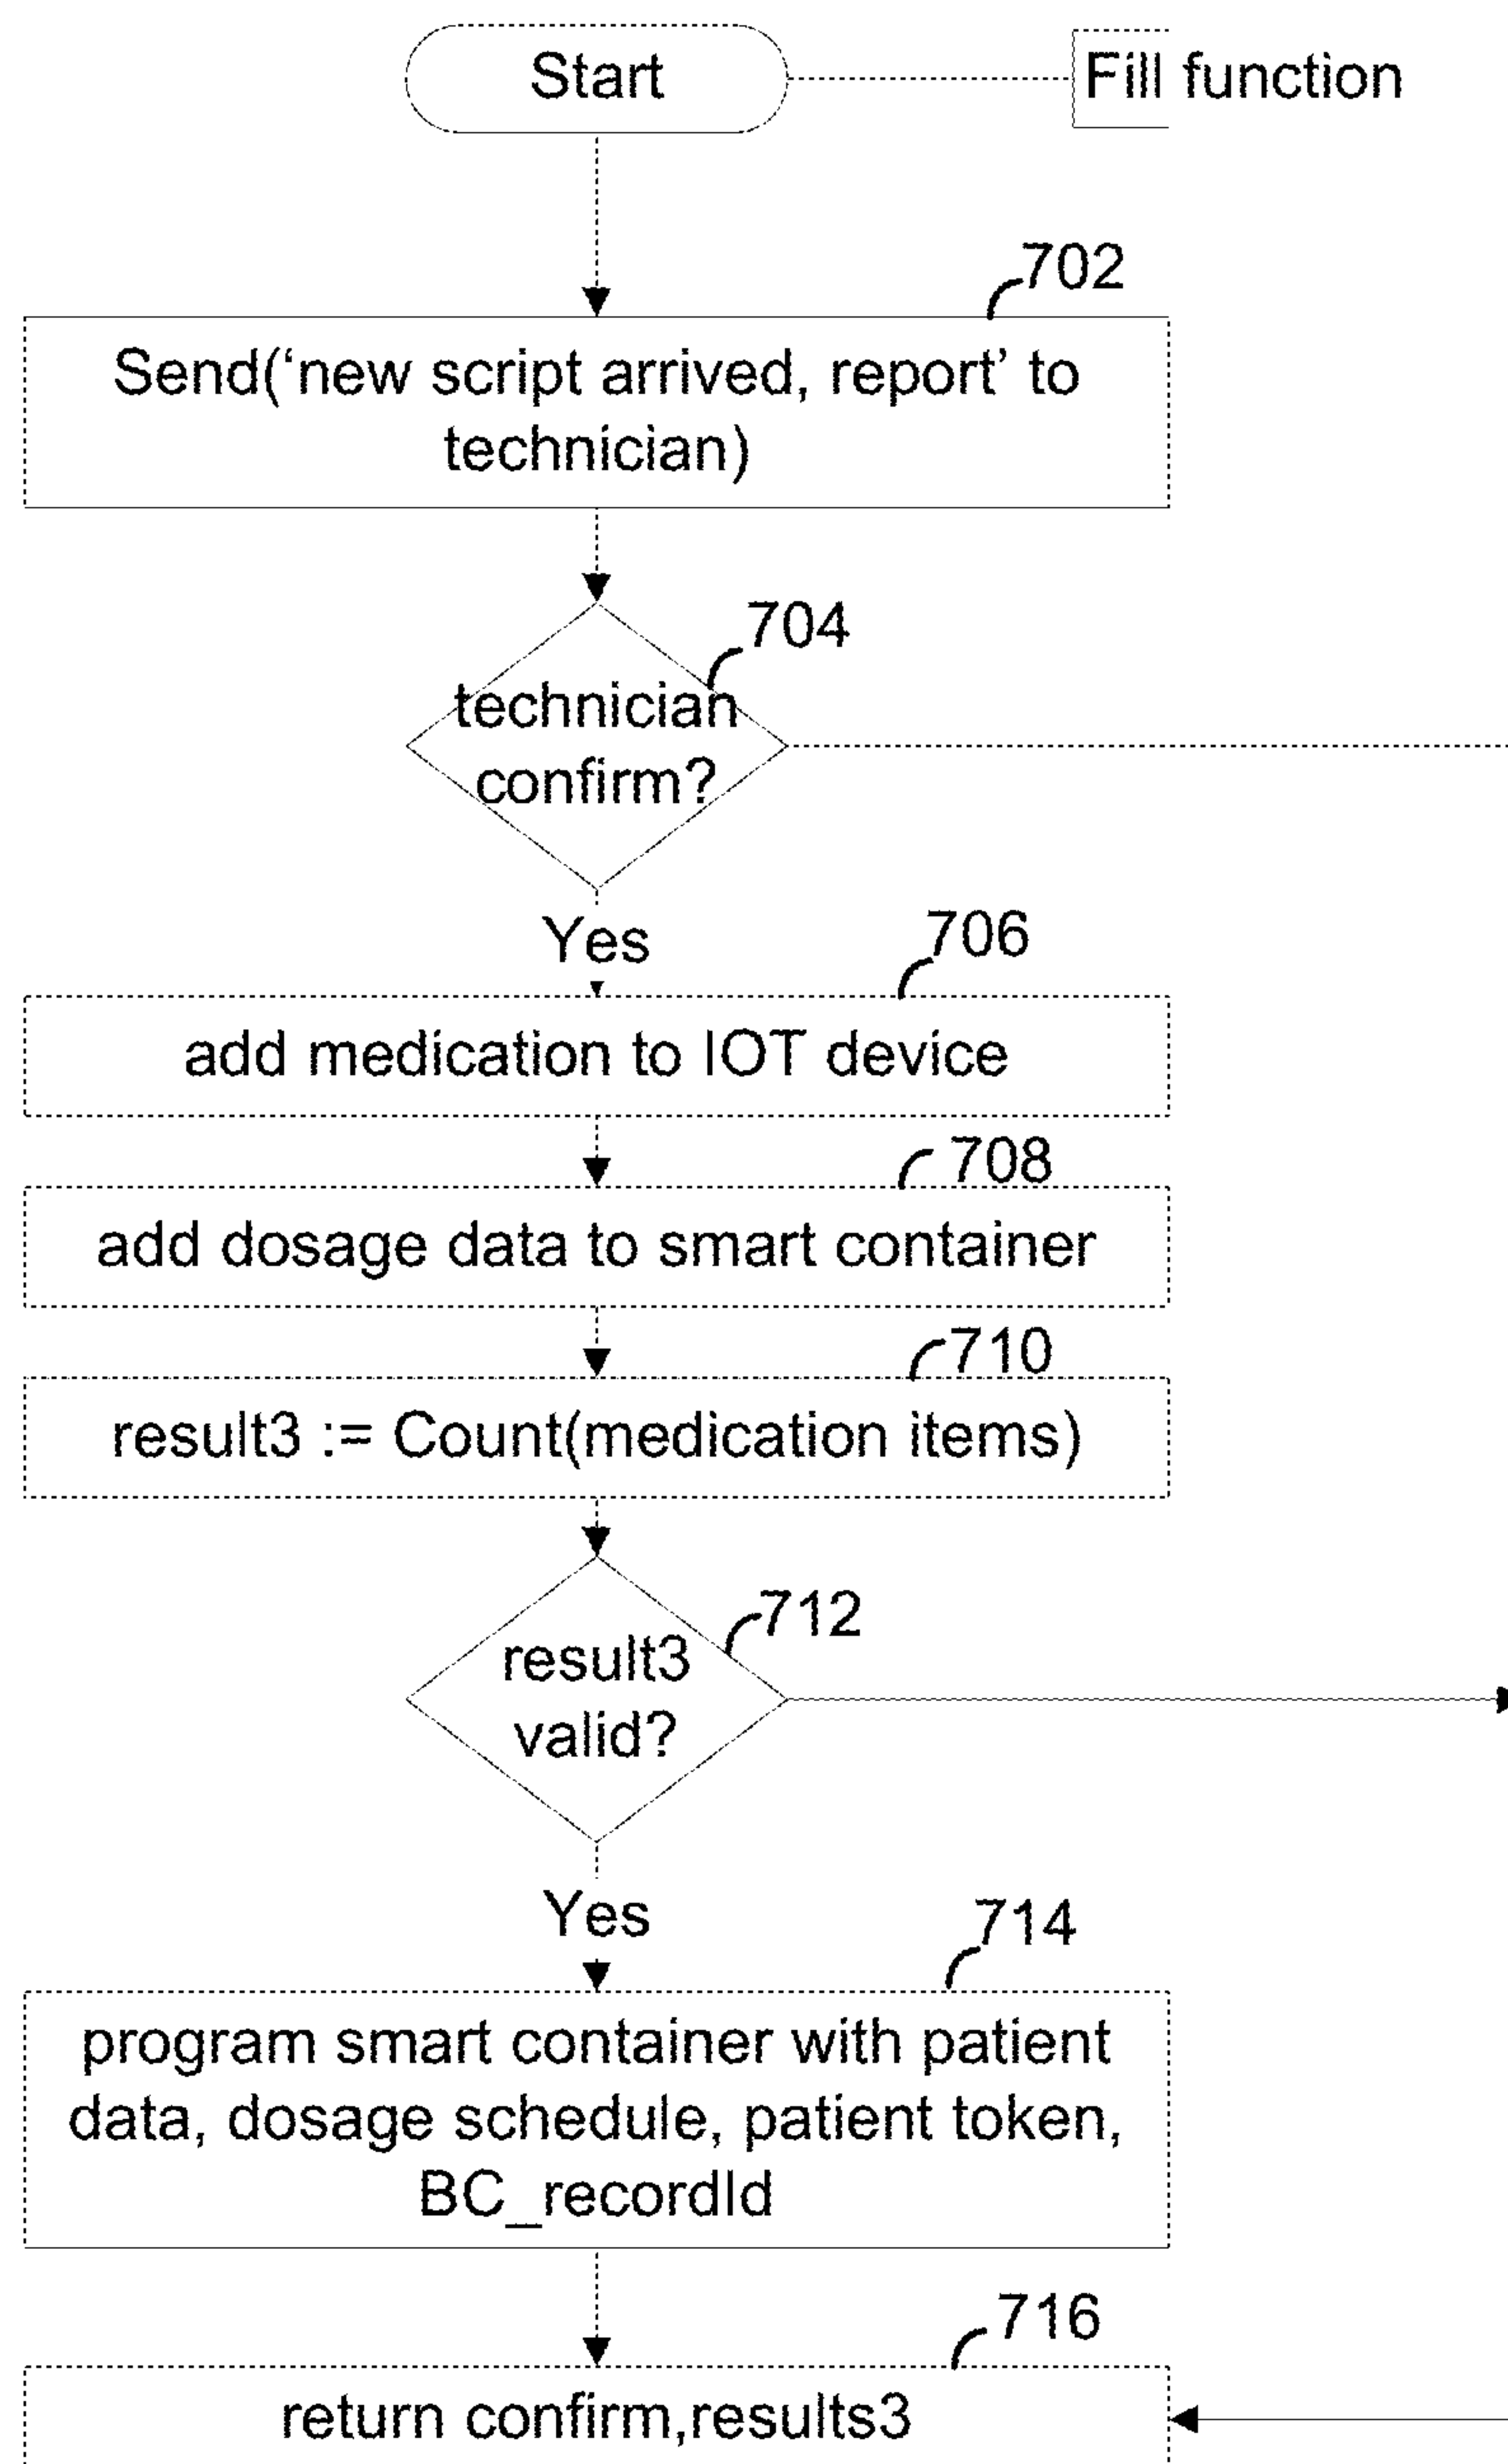 Start
Fill function
702
Send(‘new script arrived, report’ to
technician)
704
technician
confirm?
Yes
706
add medication to IOT device
708
add dosage data to smart container
710
result3 := Count(medication items)
712
result3
valid?
Yes
714
program smart container with patient
data, dosage schedule, patient token,
BC_recordId
716
return confirm,results3